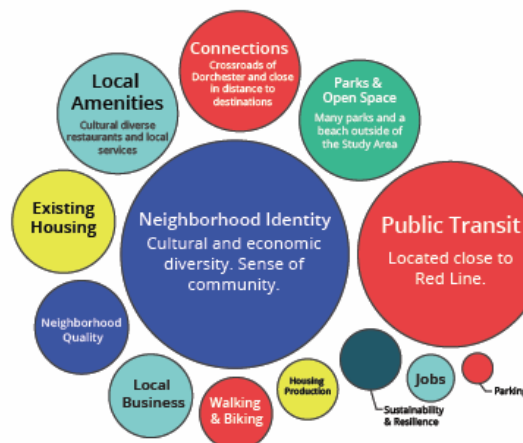 Connections
Crossroads of
Dorchester and close
in distance to
destinations
Local
Amenities
Cultural diverse
restaurants and local
services
Parks &
Open Space
Many parks and a
beach outside of
the Study Area
Existing
Housing
Neighborhood Identity
Cultural and economic
diversity. Sense of
community.
Public Transit
Located close to
Red Line.
Neighborhood
Quality
Local
Business
Walking
& Biking
Housing
Production
Sustainability
& Resilience
Jobs
Parking